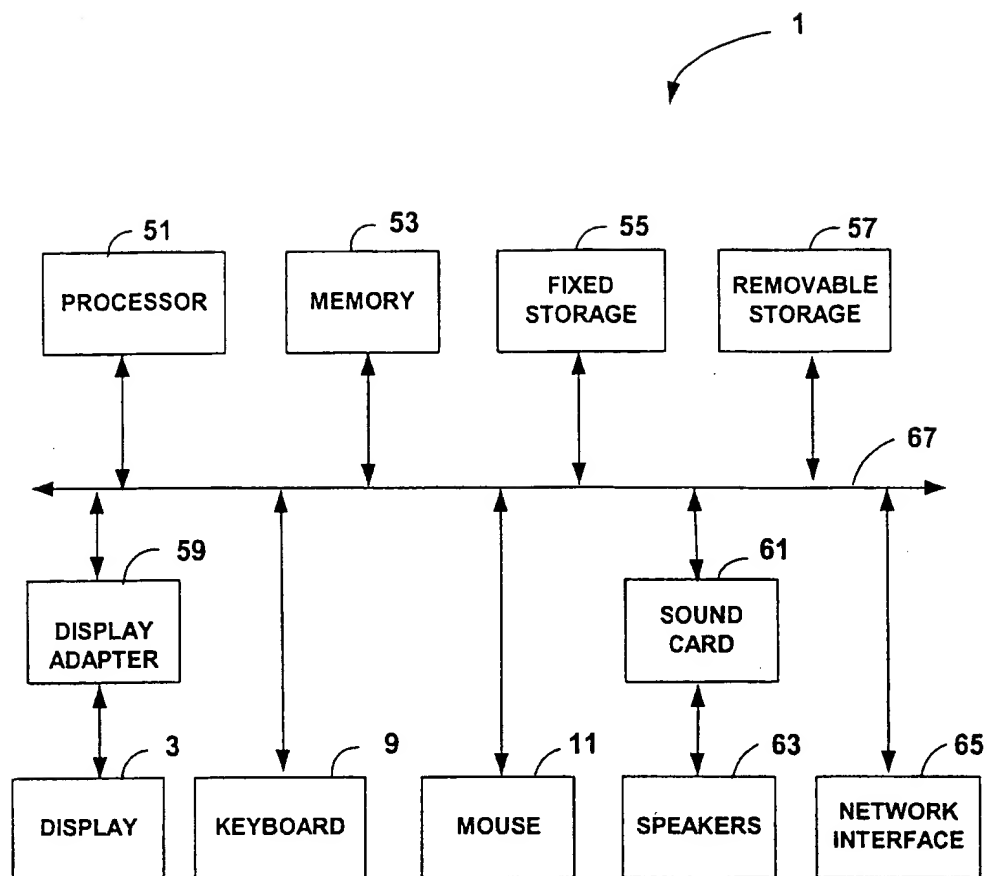 1
51
53
55
57
PROCESSOR
MEMORY
FIXED
STORAGE
REMOVABLE
STORAGE
67
59
61
DISPLAY
ADAPTER
SOUND
CARD
3
9
11
63
65
DISPLAY
KEYBOARD
MOUSE
SPEAKERS
NETWORK
INTERFACE